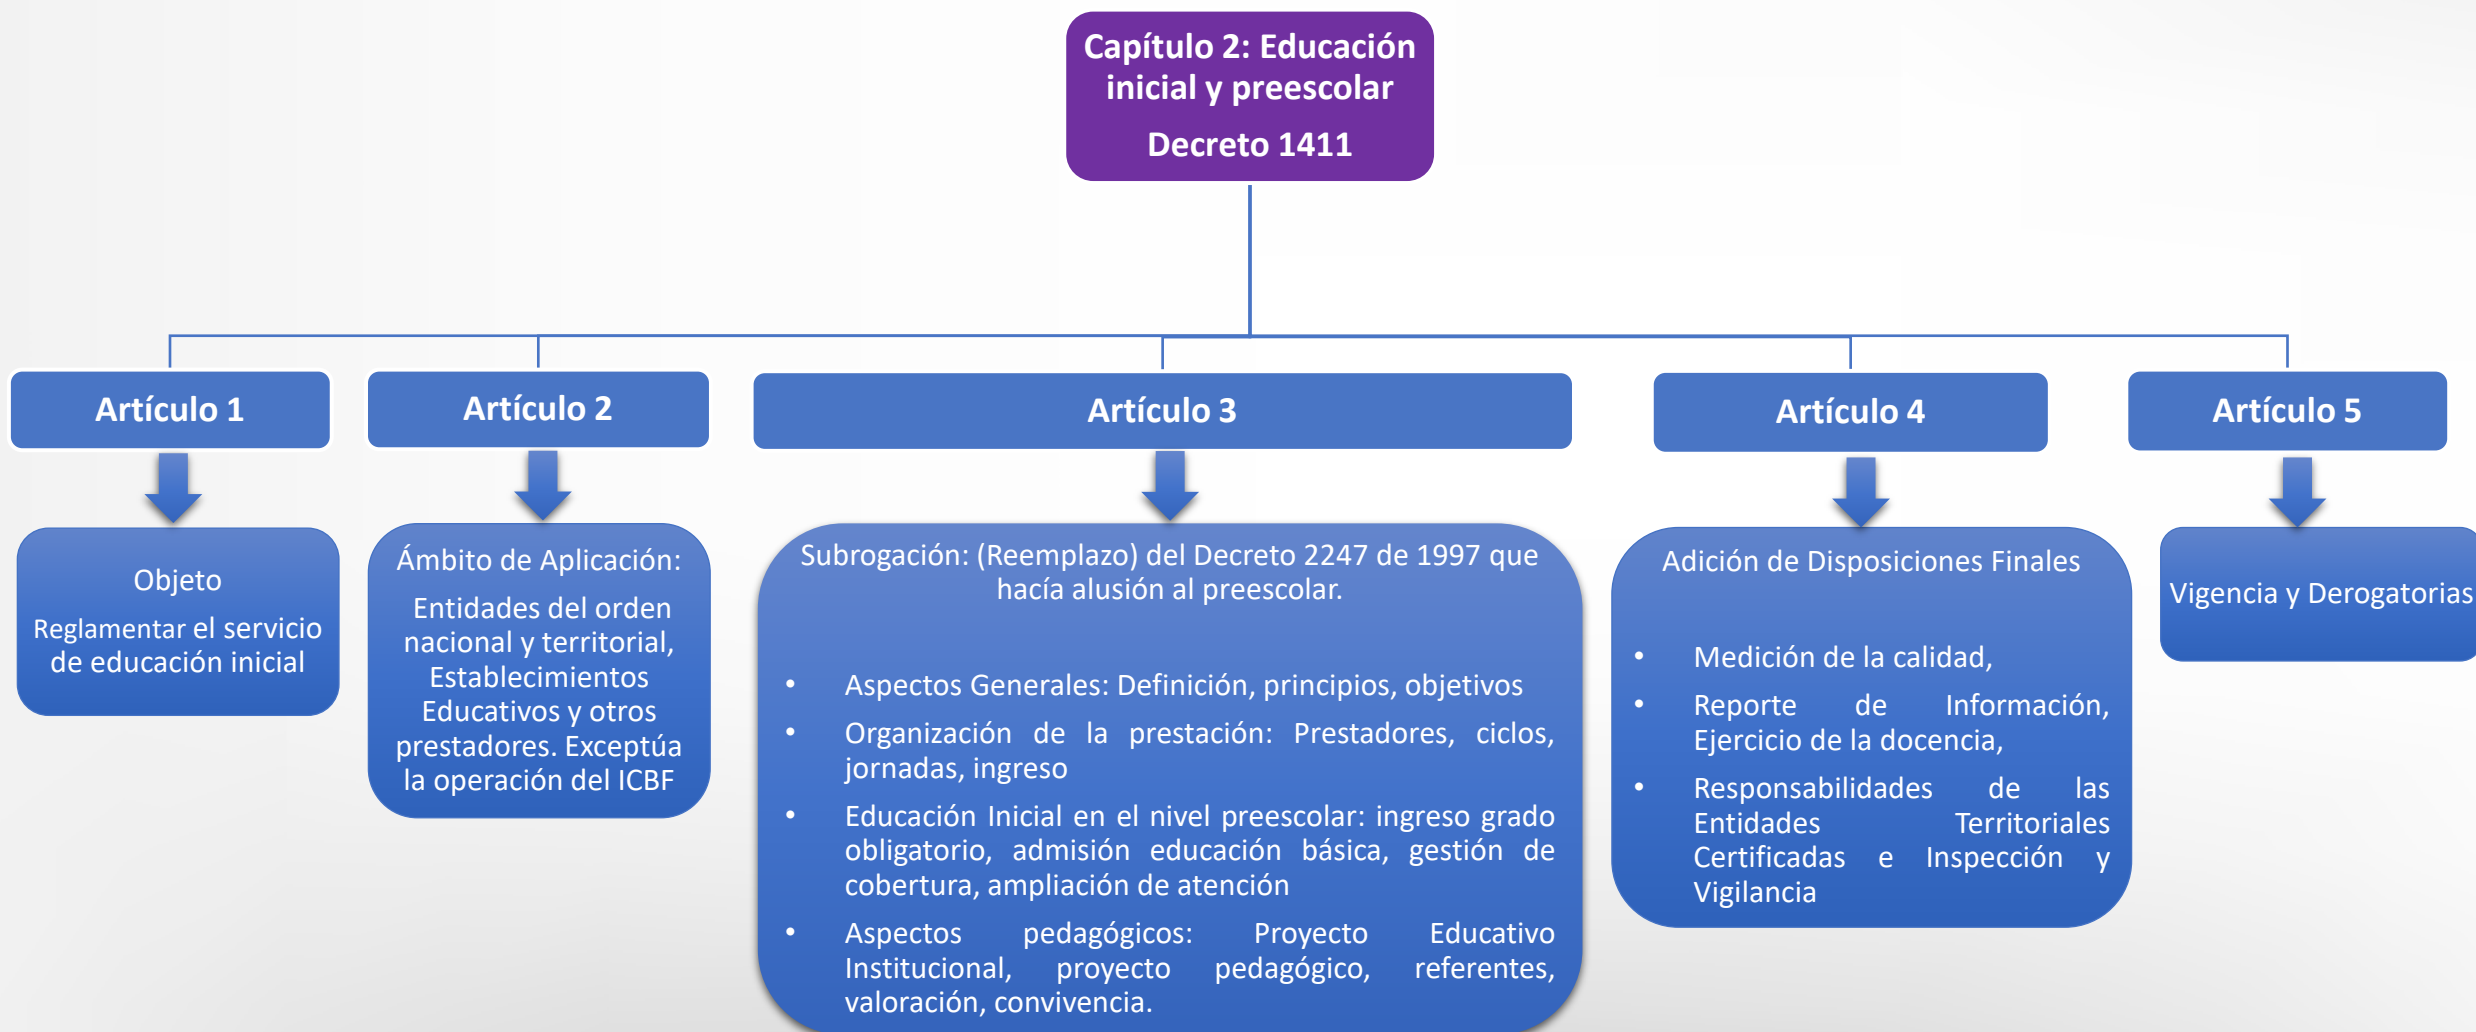 Capítulo 2: Educación
inicial y preescolar
Decreto 1411
Artículo 1
Artículo 2
Artículo 3
Artículo 4
Artículo 5
Objeto
Reglamentar el servicio
de educación inicial
Ámbito de Aplicación:
Entidades del orden
nacional y territorial,
Establecimientos
Educativos y otros
prestadores. Exceptúa
la operación del ICBF
Subrogación: (Reemplazo) del Decreto 2247 de 1997 que
hacía alusión al preescolar.
• Aspectos Generales: Definición, principios, objetivos
• Organización de la prestación: Prestadores, ciclos,
jornadas, ingreso
• Educación Inicial en el nivel preescolar: ingreso grado
obligatorio, admisión educación básica, gestión de
cobertura, ampliación de atención
• Aspectos pedagógicos: Proyecto Educativo
Institucional, proyecto pedagógico, referentes,
valoración, convivencia.
Adición de Disposiciones Finales
• Medición de la calidad,
• Reporte de Información,
Ejercicio de la docencia,
• Responsabilidades de las
Entidades Territoriales
Certificadas e Inspección y
Vigilancia
Vigencia y Derogatorias